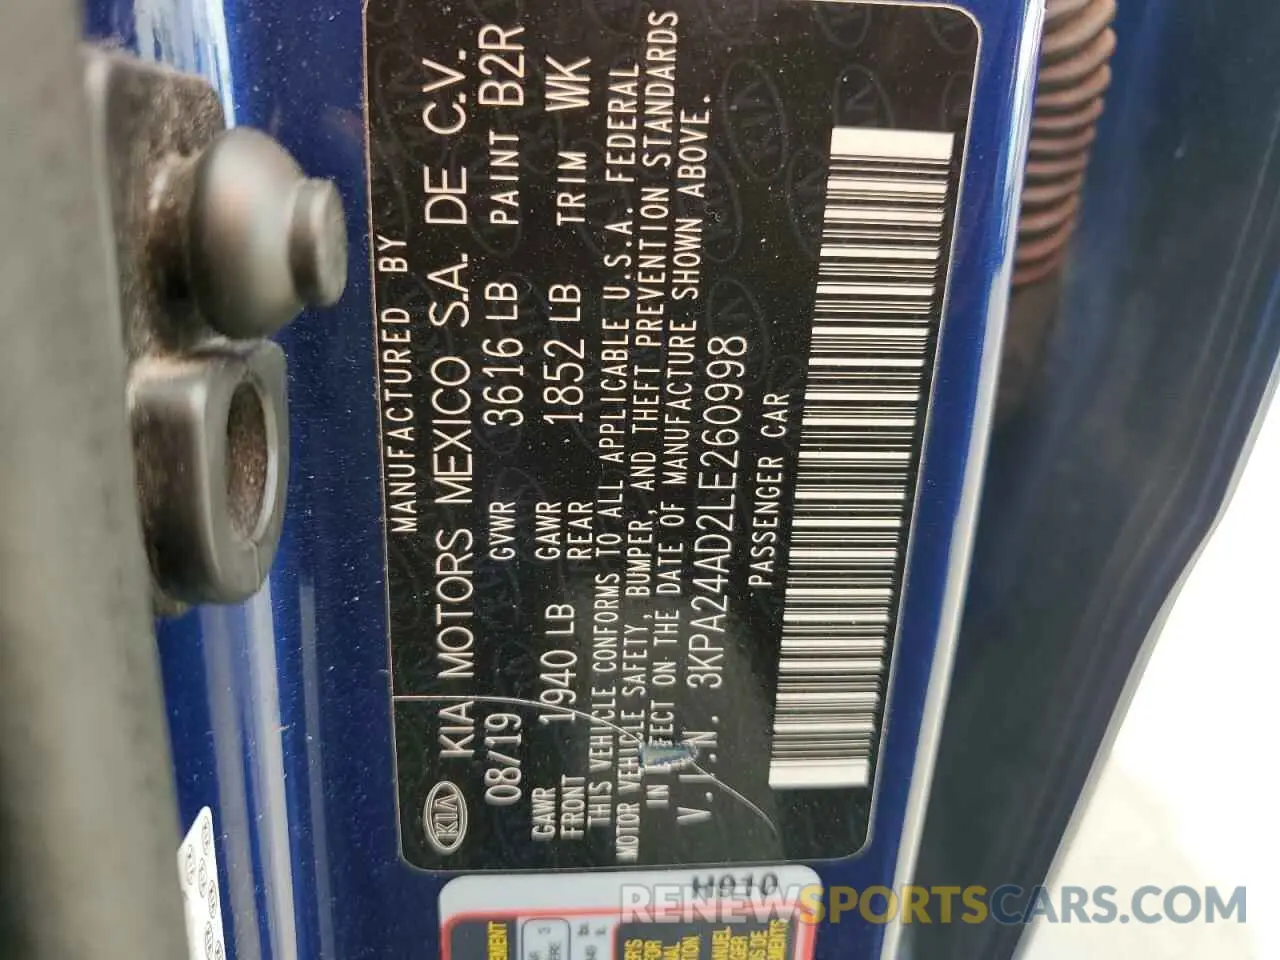 MANUFACTURED BY
KIA KIA MOTORS MEXICO S.A. DE C.V.
08/19 GVWR 3616 LB PAINT B2R
GAWR FRONT 1940 LB GAWR REAR 1852 LB TRIM WK
THIS VEHICLE CONFORMS TO ALL APPLICABLE U.S.A. FEDERAL
MOTOR VEHICLE SAFETY, BUMPER, AND THEFT PREVENTION STANDARDS
IN EFFECT ON THE DATE OF MANUFACTURE SHOWN ABOVE.
V.I.N. 3KPA24AD2LE260998
PASSENGER CAR
H910
RENEWSPORTSCARS.COM